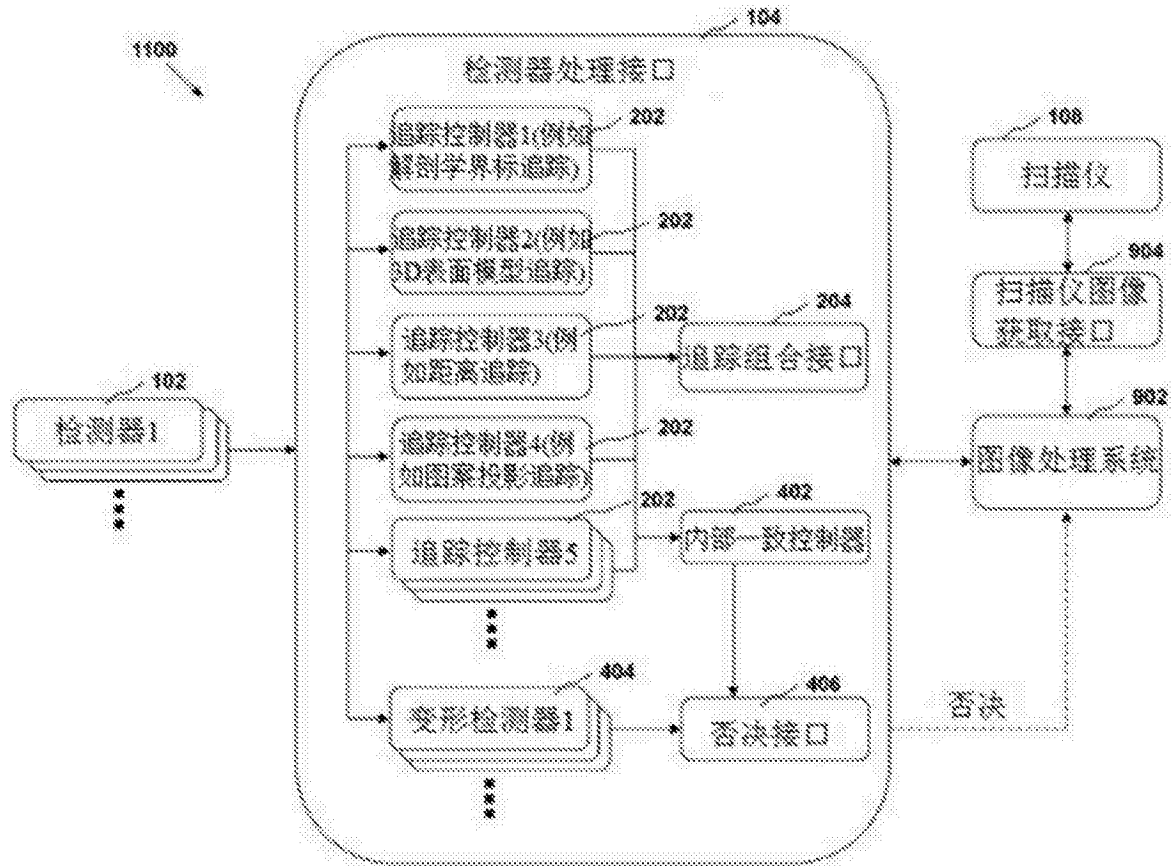 1100
104
检测器处理接口
202
追踪控制器1(例如
解剖学界标追踪)
202
追踪控制器2(例如
3D表面模型追踪)
202
追踪控制器3(例
如距离追踪)
204
追踪组合接口
202
追踪控制器4(例
如图案投影追踪)
202
追踪控制器5
402
内部一致控制器
404
变形检测器1
406
否决接口
102
检测器1
108
扫描仪
904
扫描仪图像
获取接口
902
图像处理系统
否决